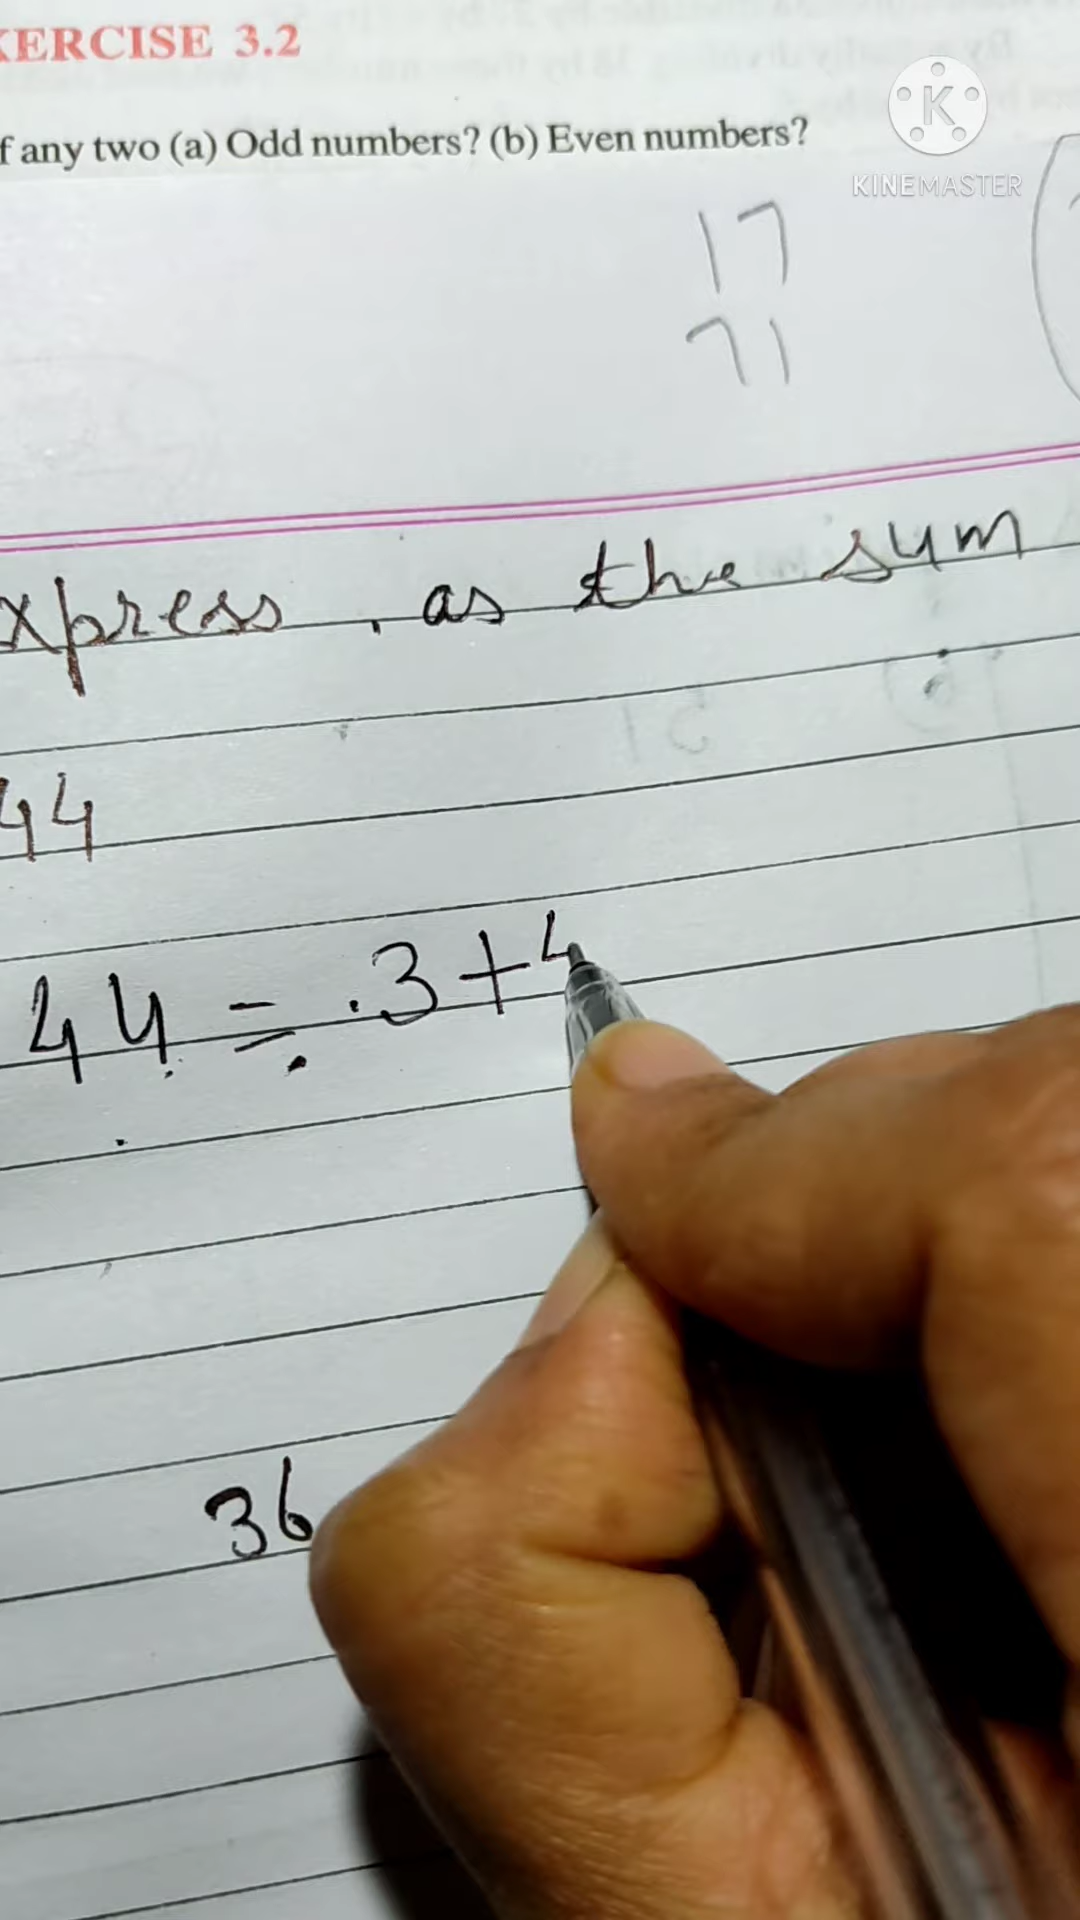 XERCISE 3.2
f any two (a) Odd numbers? (b) Even numbers?
KINEMASTER
17
71
xpress, as the sum
44
44 = 3 + 4
36